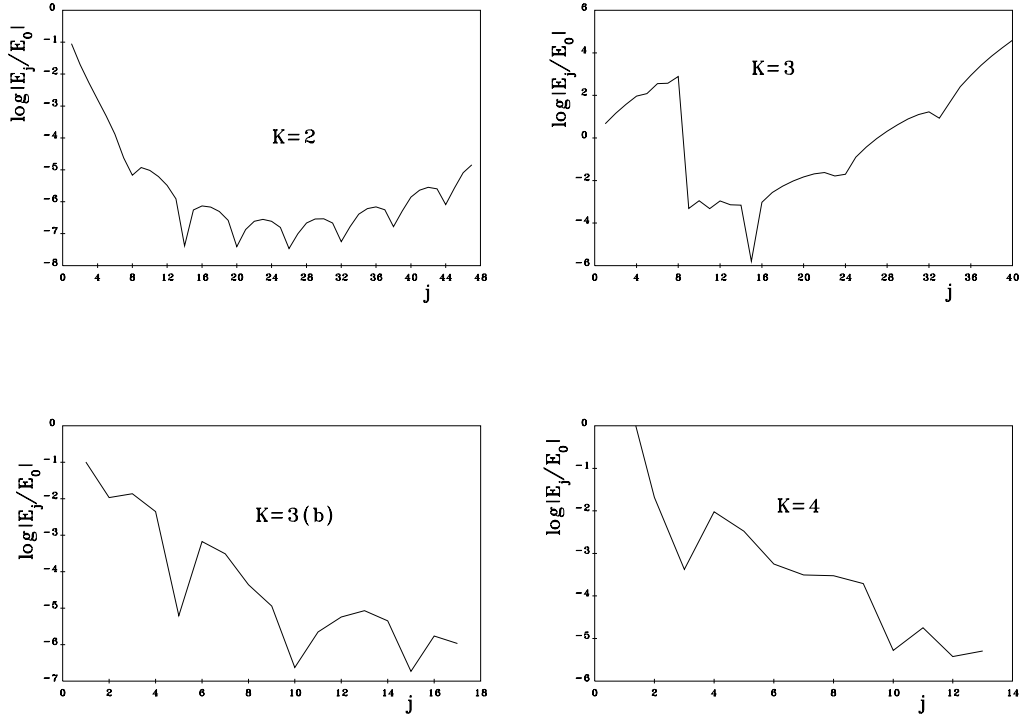 0
-1
-2
-3
-4
-5
-6
-7
-8
log|E_j/E_0|
K=2
0 4 8 12 16 20 24 28 32 36 40 44 48
j
6
4
2
0
-2
-4
-6
log|E_j/E_0|
K=3
0 4 8 12 16 20 24 28 32 36 40
j
0
-1
-2
-3
-4
-5
-6
-7
log|E_j/E_0|
K=3(b)
0 2 4 6 8 10 12 14 16 18
j
0
-1
-2
-3
-4
-5
-6
log|E_j/E_0|
K=4
0 2 4 6 8 10 12 14
j